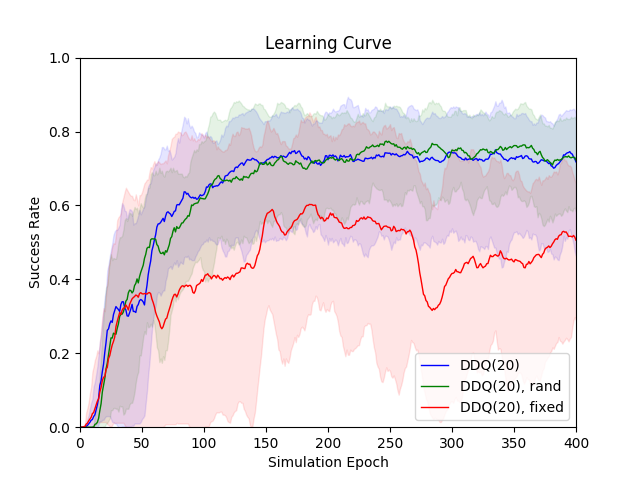 Learning Curve
Success Rate
1.0
0.8
0.6
0.4
0.2
0.0
0 50 100 150 200 250 300 350 400
Simulation Epoch
DDQ(20)
DDQ(20), rand
DDQ(20), fixed